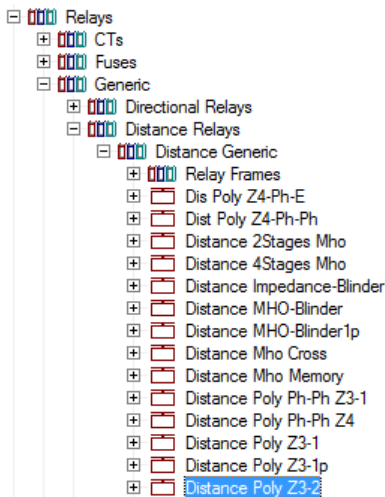 Relays
CTs
Fuses
Generic
Directional Relays
Distance Relays
Distance Generic
Relay Frames
Dis Poly Z4-Ph-E
Dist Poly Z4-Ph-Ph
Distance 2Stages Mho
Distance 4Stages Mho
Distance Impedance-Blinder
Distance MHO-Blinder
Distance MHO-Blinder1p
Distance Mho Cross
Distance Mho Memory
Distance Poly Ph-Ph Z3-1
Distance Poly Ph-Ph Z4
Distance Poly Z3-1
Distance Poly Z3-1p
Distance Poly Z3-2